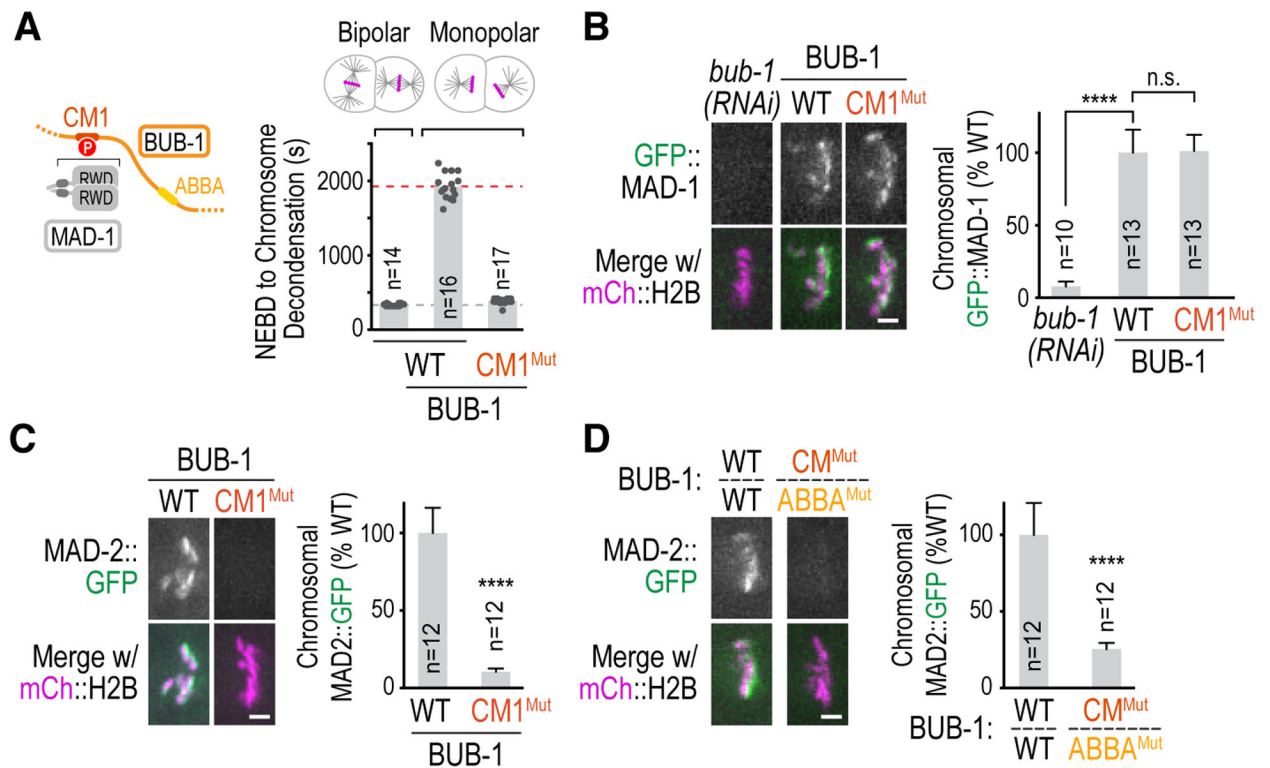 A
Bipolar Monopolar
CM1
P
BUB-1
RWD
RWD
ABBA
MAD-1
NEBD to Chromosome
Decondensation (s)
2000
1000
0
n=14
n=16
n=17
WT CM1Mut
BUB-1
B
bub-1
(RNAi)
BUB-1
WT CM1Mut
GFP::
MAD-1
Merge w/
mCh::H2B
Chromosomal
GFP::MAD-1 (% WT)
100
50
0
****
n.s.
n=10
n=13
n=13
bub-1
(RNAi)
WT CM1Mut
BUB-1
C
BUB-1
WT CM1Mut
MAD-2::
GFP
Merge w/
mCh::H2B
Chromosomal
MAD2::GFP (% WT)
100
50
0
****
n=12
n=12
WT CM1Mut
BUB-1
D
BUB-1:
WT CMMut
WT ABBAMut
MAD-2::
GFP
Merge w/
mCh::H2B
Chromosomal
MAD2::GFP (%WT)
100
50
0
****
n=12
n=12
BUB-1:
WT CMMut
WT ABBAMut